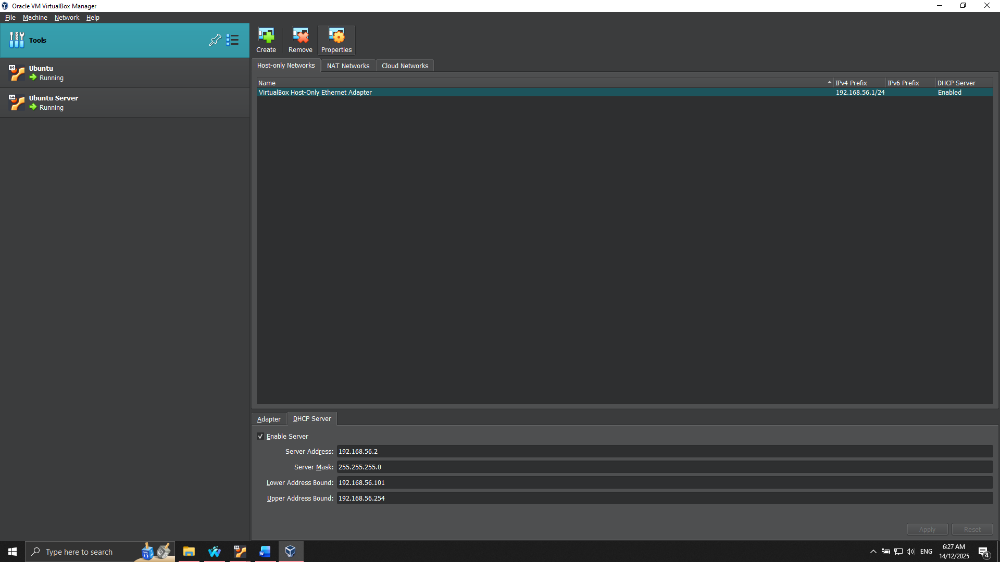 Oracle VM VirtualBox Manager
File Machine Network Help
Tools
64 Ubuntu
Running
64 Ubuntu Server
Running
Create Remove Properties
Host-only Networks NAT Networks Cloud Networks
Name IPv4 Prefix IPv6 Prefix DHCP Server
VirtualBox Host-Only Ethernet Adapter 192.168.56.1/24 Enabled
Adapter DHCP Server
Enable Server
Server Address: 192.168.56.2
Server Mask: 255.255.255.0
Lower Address Bound: 192.168.56.101
Upper Address Bound: 192.168.56.254
Apply Reset
Type here to search
64
W
ENG
6:27 AM
14/12/2025
4